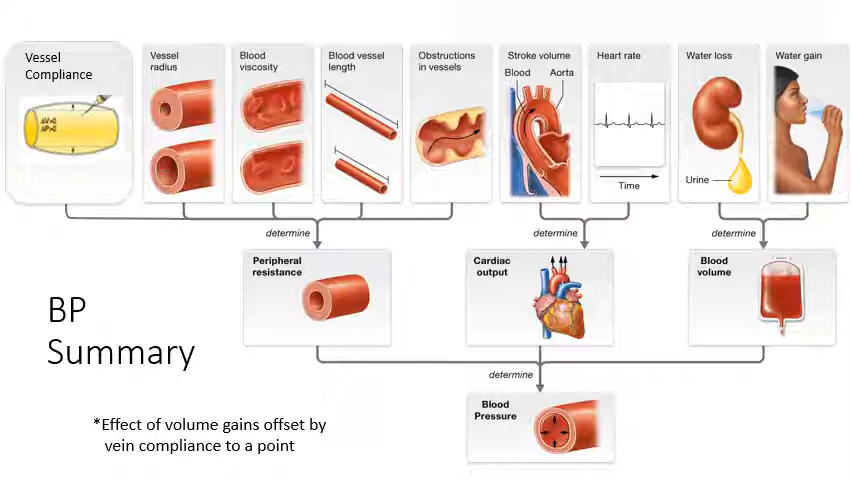 Vessel
Compliance
ΔV>0
ΔP>0
Vessel
radius
Blood
viscosity
Blood vessel
length
Obstructions
in vessels
Stroke volume
Blood
Aorta
Heart rate
Time
Water loss
Urine
Water gain
determine
determine
determine
Peripheral
resistance
Cardiac
output
Blood
volume
BP
Summary
determine
Blood
Pressure
*Effect of volume gains offset by
vein compliance to a point